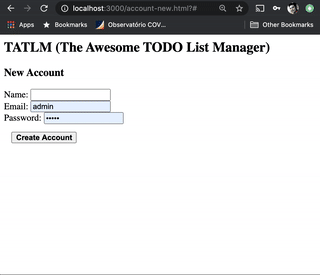 localhost:3000/account-new.html?#
Apps Bookmarks Observatório COV... Other Bookmarks
TATLM (The Awesome TODO List Manager)
New Account
Name:
Email: admin
Password: •••••
Create Account